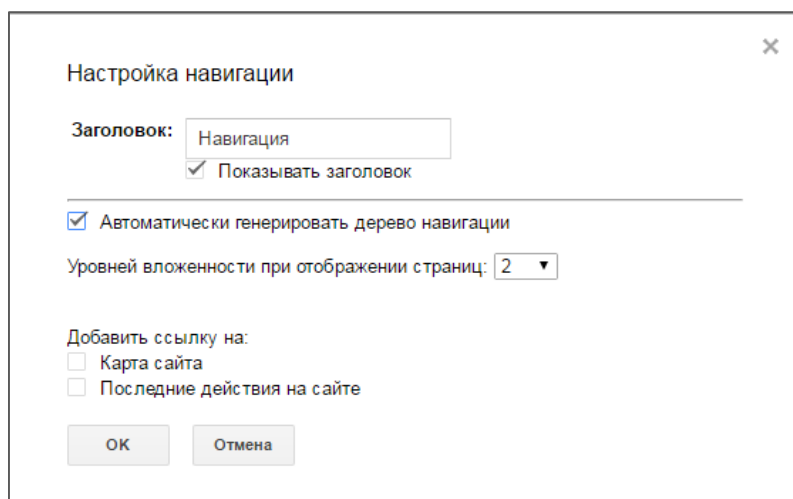 Настройка навигации
Заголовок: Навигация
Показывать заголовок
Автоматически генерировать дерево навигации
Уровней вложенности при отображении страниц: 2
Добавить ссылку на:
Карта сайта
Последние действия на сайте
ОК Отмена